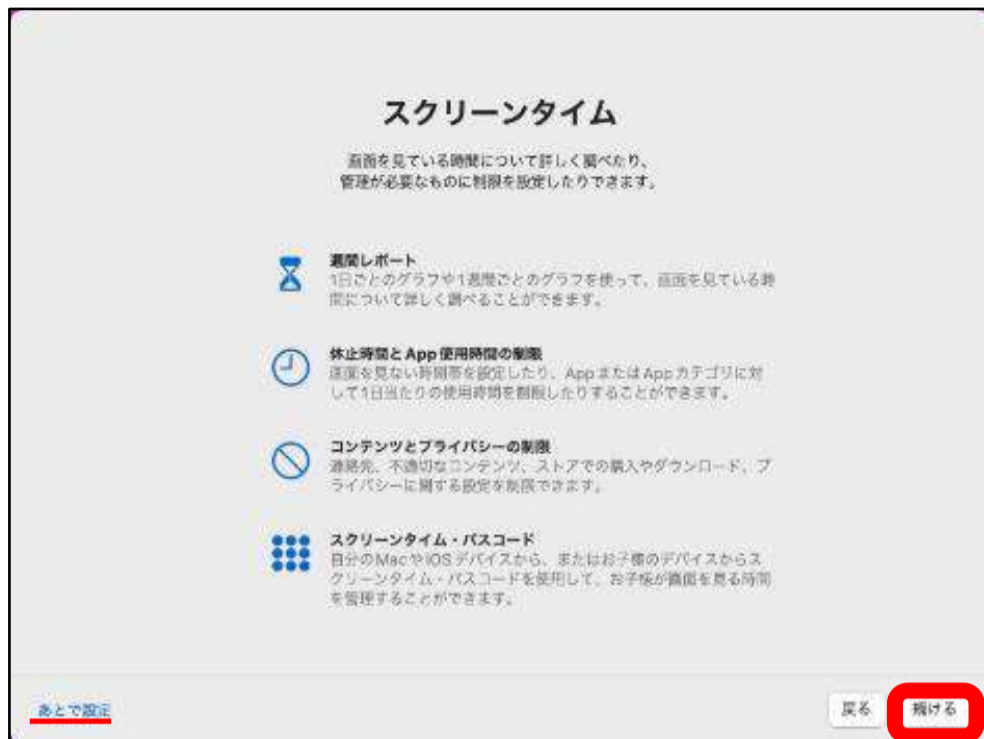 スクリーンタイム
画面を見ている時間について詳しく調べたり、
管理が必要なものに制限を設定したりできます。
週間レポート
1日ごとのグラフや1週間ごとのグラフを使って、画面を見ている時
間について詳しく調べることができます。
休止時間とApp使用時間の制限
画面を見ない時間帯を設定したり、AppまたはAppカテゴリに対
して1日当たりの使用時間を制限したりすることができます。
コンテンツとプライバシーの制限
連絡先、不適切なコンテンツ、ストアでの購入やダウンロード、プ
ライバシーに関する設定を制限できます。
スクリーンタイム・パスコード
自分のMacやiOSデバイスから、またはお子様のデバイスからス
クリーンタイム・パスコードを使用して、お子様が画面を見る時間
を管理することができます。
あとで設定
戻る
続ける